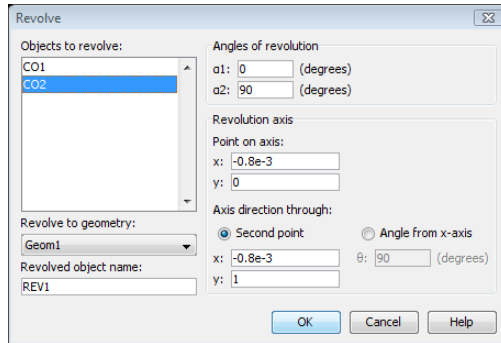 Revolve
Objects to revolve:
CO1
CO2
Revolve to geometry:
Geom1
Revolved object name:
REV1
Angles of revolution
α1: 0 (degrees)
α2: 90 (degrees)
Revolution axis
Point on axis:
x: -0.8e-3
y: 0
Axis direction through:
Second point Angle from x-axis
x: -0.8e-3 θ: 90 (degrees)
y: 1
OK Cancel Help